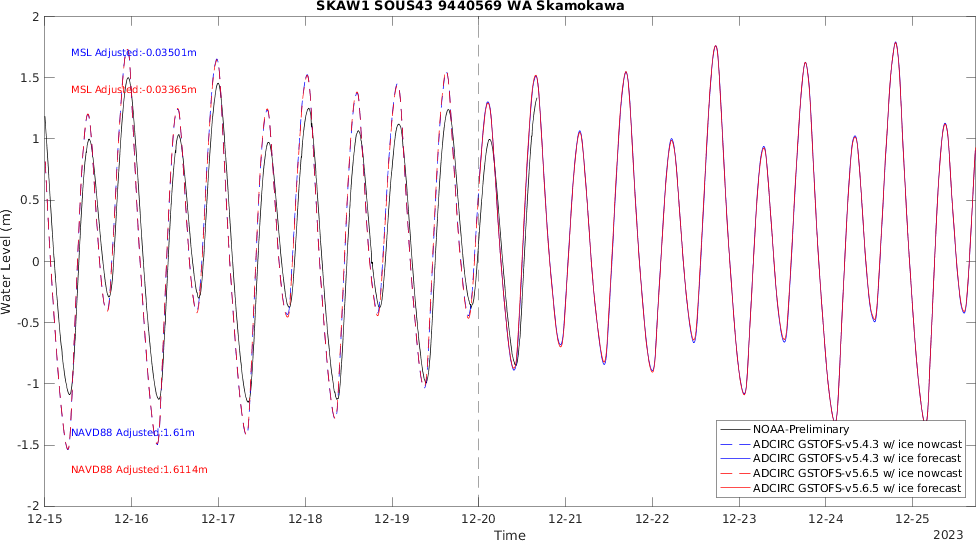 SKAW1 SOUS43 9440569 WA Skamokawa
2
1.5
1
0.5
0
-0.5
-1
-1.5
-2
Water Level (m)
MSL Adjusted:-0.03501m
MSL Adjusted:-0.03365m
NAVD88 Adjusted:1.61m
NAVD88 Adjusted:1.6114m
NOAA-Preliminary
ADCIRC GSTOFS-v5.4.3 w/ ice nowcast
ADCIRC GSTOFS-v5.4.3 w/ ice forecast
ADCIRC GSTOFS-v5.6.5 w/ ice nowcast
ADCIRC GSTOFS-v5.6.5 w/ ice forecast
12-15 12-16 12-17 12-18 12-19 12-20 12-21 12-22 12-23 12-24 12-25
Time
2023